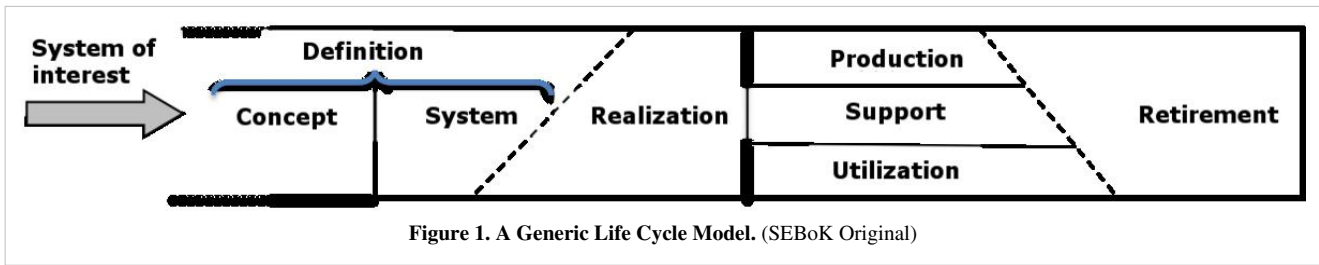 System of
interest
Definition
Concept
System
Realization
Production
Support
Utilization
Retirement
Figure 1. A Generic Life Cycle Model. (SEBoK Original)